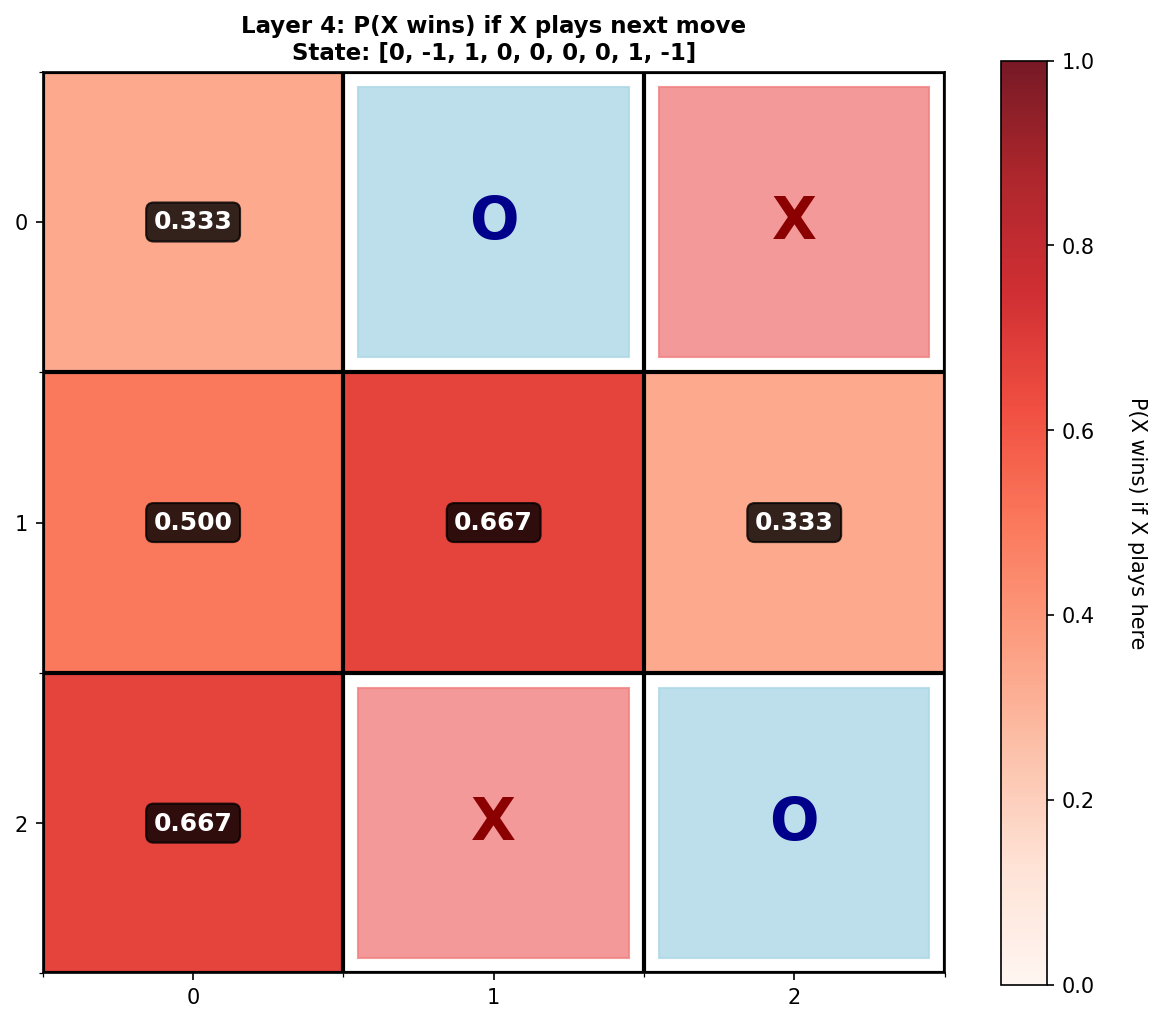 Layer 4: P(X wins) if X plays next move
State: [0, -1, 1, 0, 0, 0, 0, 1, -1]
0
0.333
O
X
1
0.500
0.667
0.333
2
0.667
X
O
0
1
2
1.0
0.8
0.6
0.4
0.2
0.0
P(X wins) if X plays here